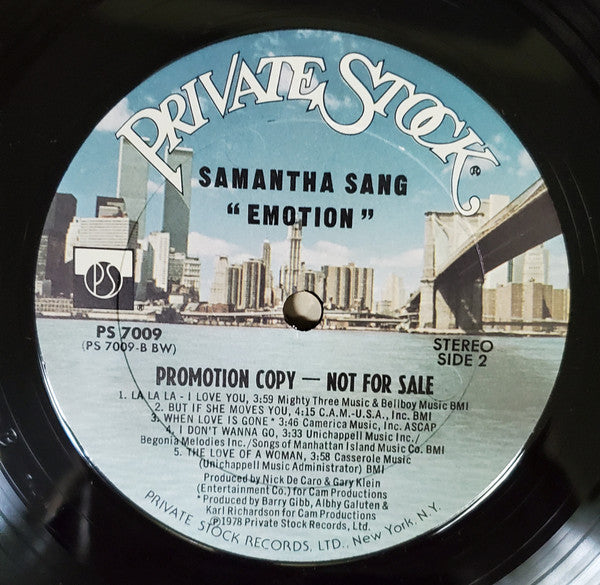 PRIVATE STOCK®
SAMANTHA SANG
"EMOTION"
PS
PS 7009
(PS 7009-B BW)
STEREO
SIDE 2
PROMOTION COPY — NOT FOR SALE
1. LA LA LA - I LOVE YOU, 3:59 Mighty Three Music & Bellboy Music BMI
2. BUT IF SHE MOVES YOU, 4:15 C.A.M.-U.S.A., Inc. BMI
3. WHEN LOVE IS GONE * 3:46 Camerica Music, Inc. ASCAP
4. I DON'T WANNA GO, 3:33 Unichappell Music Inc./
Begonia Melodies Inc./Songs of Manhattan Island Music Co. BMI
5. THE LOVE OF A WOMAN, 3:58 Casserole Music
(Unichappell Music Administrator) BMI
Produced by Nick De Caro & Gary Klein
(Entertainment Co.) for Cam Productions
* Produced by Barry Gibb, Albhy Galuten &
Karl Richardson for Cam Productions
℗1978 Private Stock Records, Ltd.
PRIVATE STOCK RECORDS, LTD., New York, N.Y.